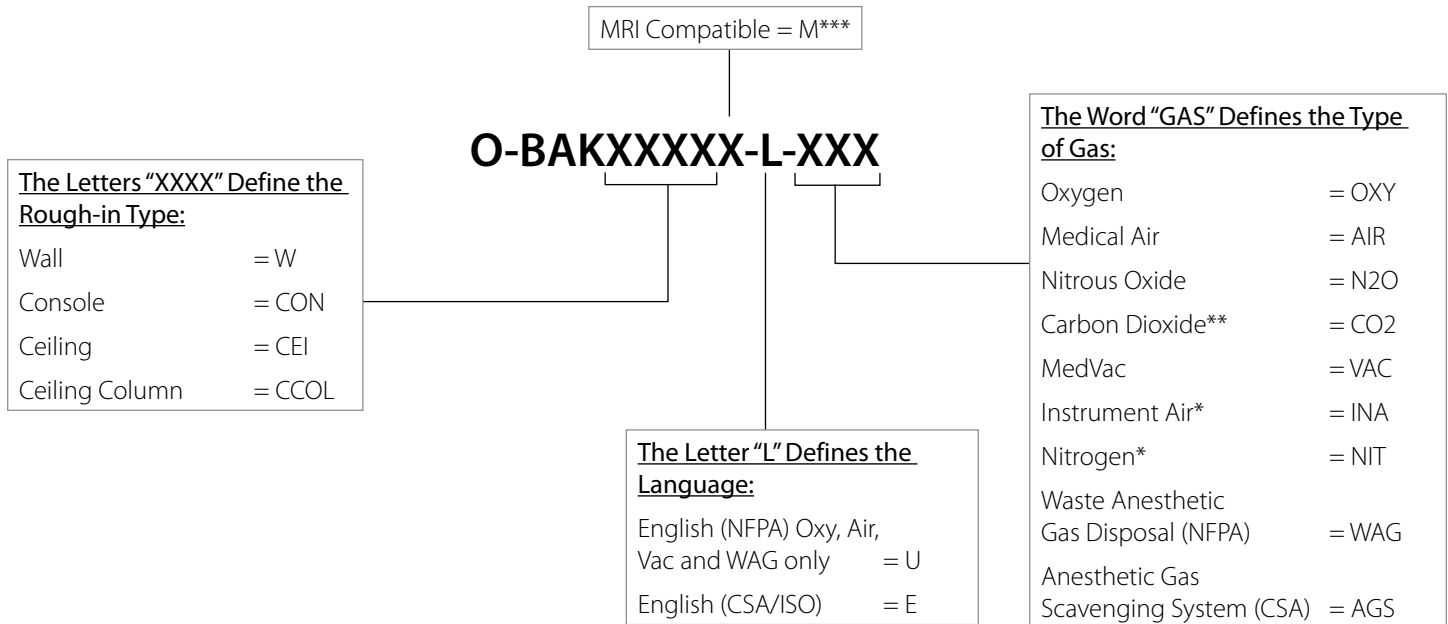 MRI Compatible = M***
O-BAKXXXXX-L-XXX
The Letters “XXXX” Define the
Rough-in Type:
Wall = W
Console = CON
Ceiling = CEI
Ceiling Column = CCOL
The Letter “L” Defines the
Language:
English (NFPA) Oxy, Air,
Vac and WAG only = U
English (CSA/ISO) = E
The Word “GAS” Defines the Type
of Gas:
Oxygen = OXY
Medical Air = AIR
Nitrous Oxide = N2O
Carbon Dioxide** = CO2
MedVac = VAC
Instrument Air* = INA
Nitrogen* = NIT
Waste Anesthetic
Gas Disposal (NFPA) = WAG
Anesthetic Gas
Scavenging System (CSA) = AGS